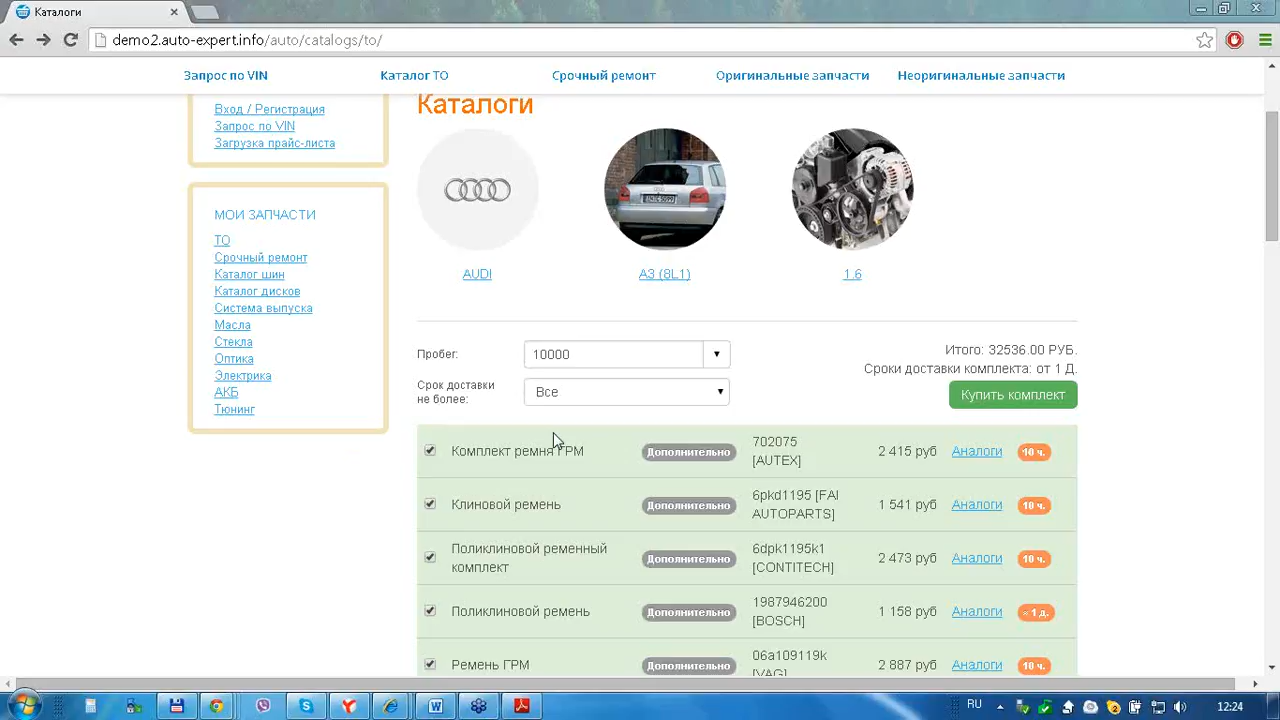 Каталоги
demo2.auto-expert.info/auto/catalogs/to/
Запрос по VIN Каталог ТО Срочный ремонт Оригинальные запчасти Неоригинальные запчасти
Вход / Регистрация
Запрос по VIN
Загрузка прайс-листа
МОИ ЗАПЧАСТИ
ТО
Срочный ремонт
Каталог шин
Каталог дисков
Система выпуска
Масла
Стекла
Оптика
Электрика
АКБ
Тюнинг
Каталоги
AUDI A3 (8L1) 1.6
Пробег: 10000
Срок доставки
не более: Все
Итого: 32536.00 РУБ.
Сроки доставки комплекта: от 1 Д.
Купить комплект
Комплект ремня ГРМ Дополнительно 702075
[AUTEX] 2 415 руб Аналоги 10 ч.
Клиновой ремень Дополнительно 6pkd1195 [FAI
AUTOPARTS] 1 541 руб Аналоги 10 ч.
Поликлиновой ременный
комплект Дополнительно 6dpk1195k1
[CONTITECH] 2 473 руб Аналоги 10 ч.
Поликлиновой ремень Дополнительно 1987946200
[BOSCH] 1 158 руб Аналоги ≈ 1 д.
Ремень ГРМ Дополнительно 06a109119k
[VAG] 2 887 руб Аналоги 10 ч.
RU 12:24